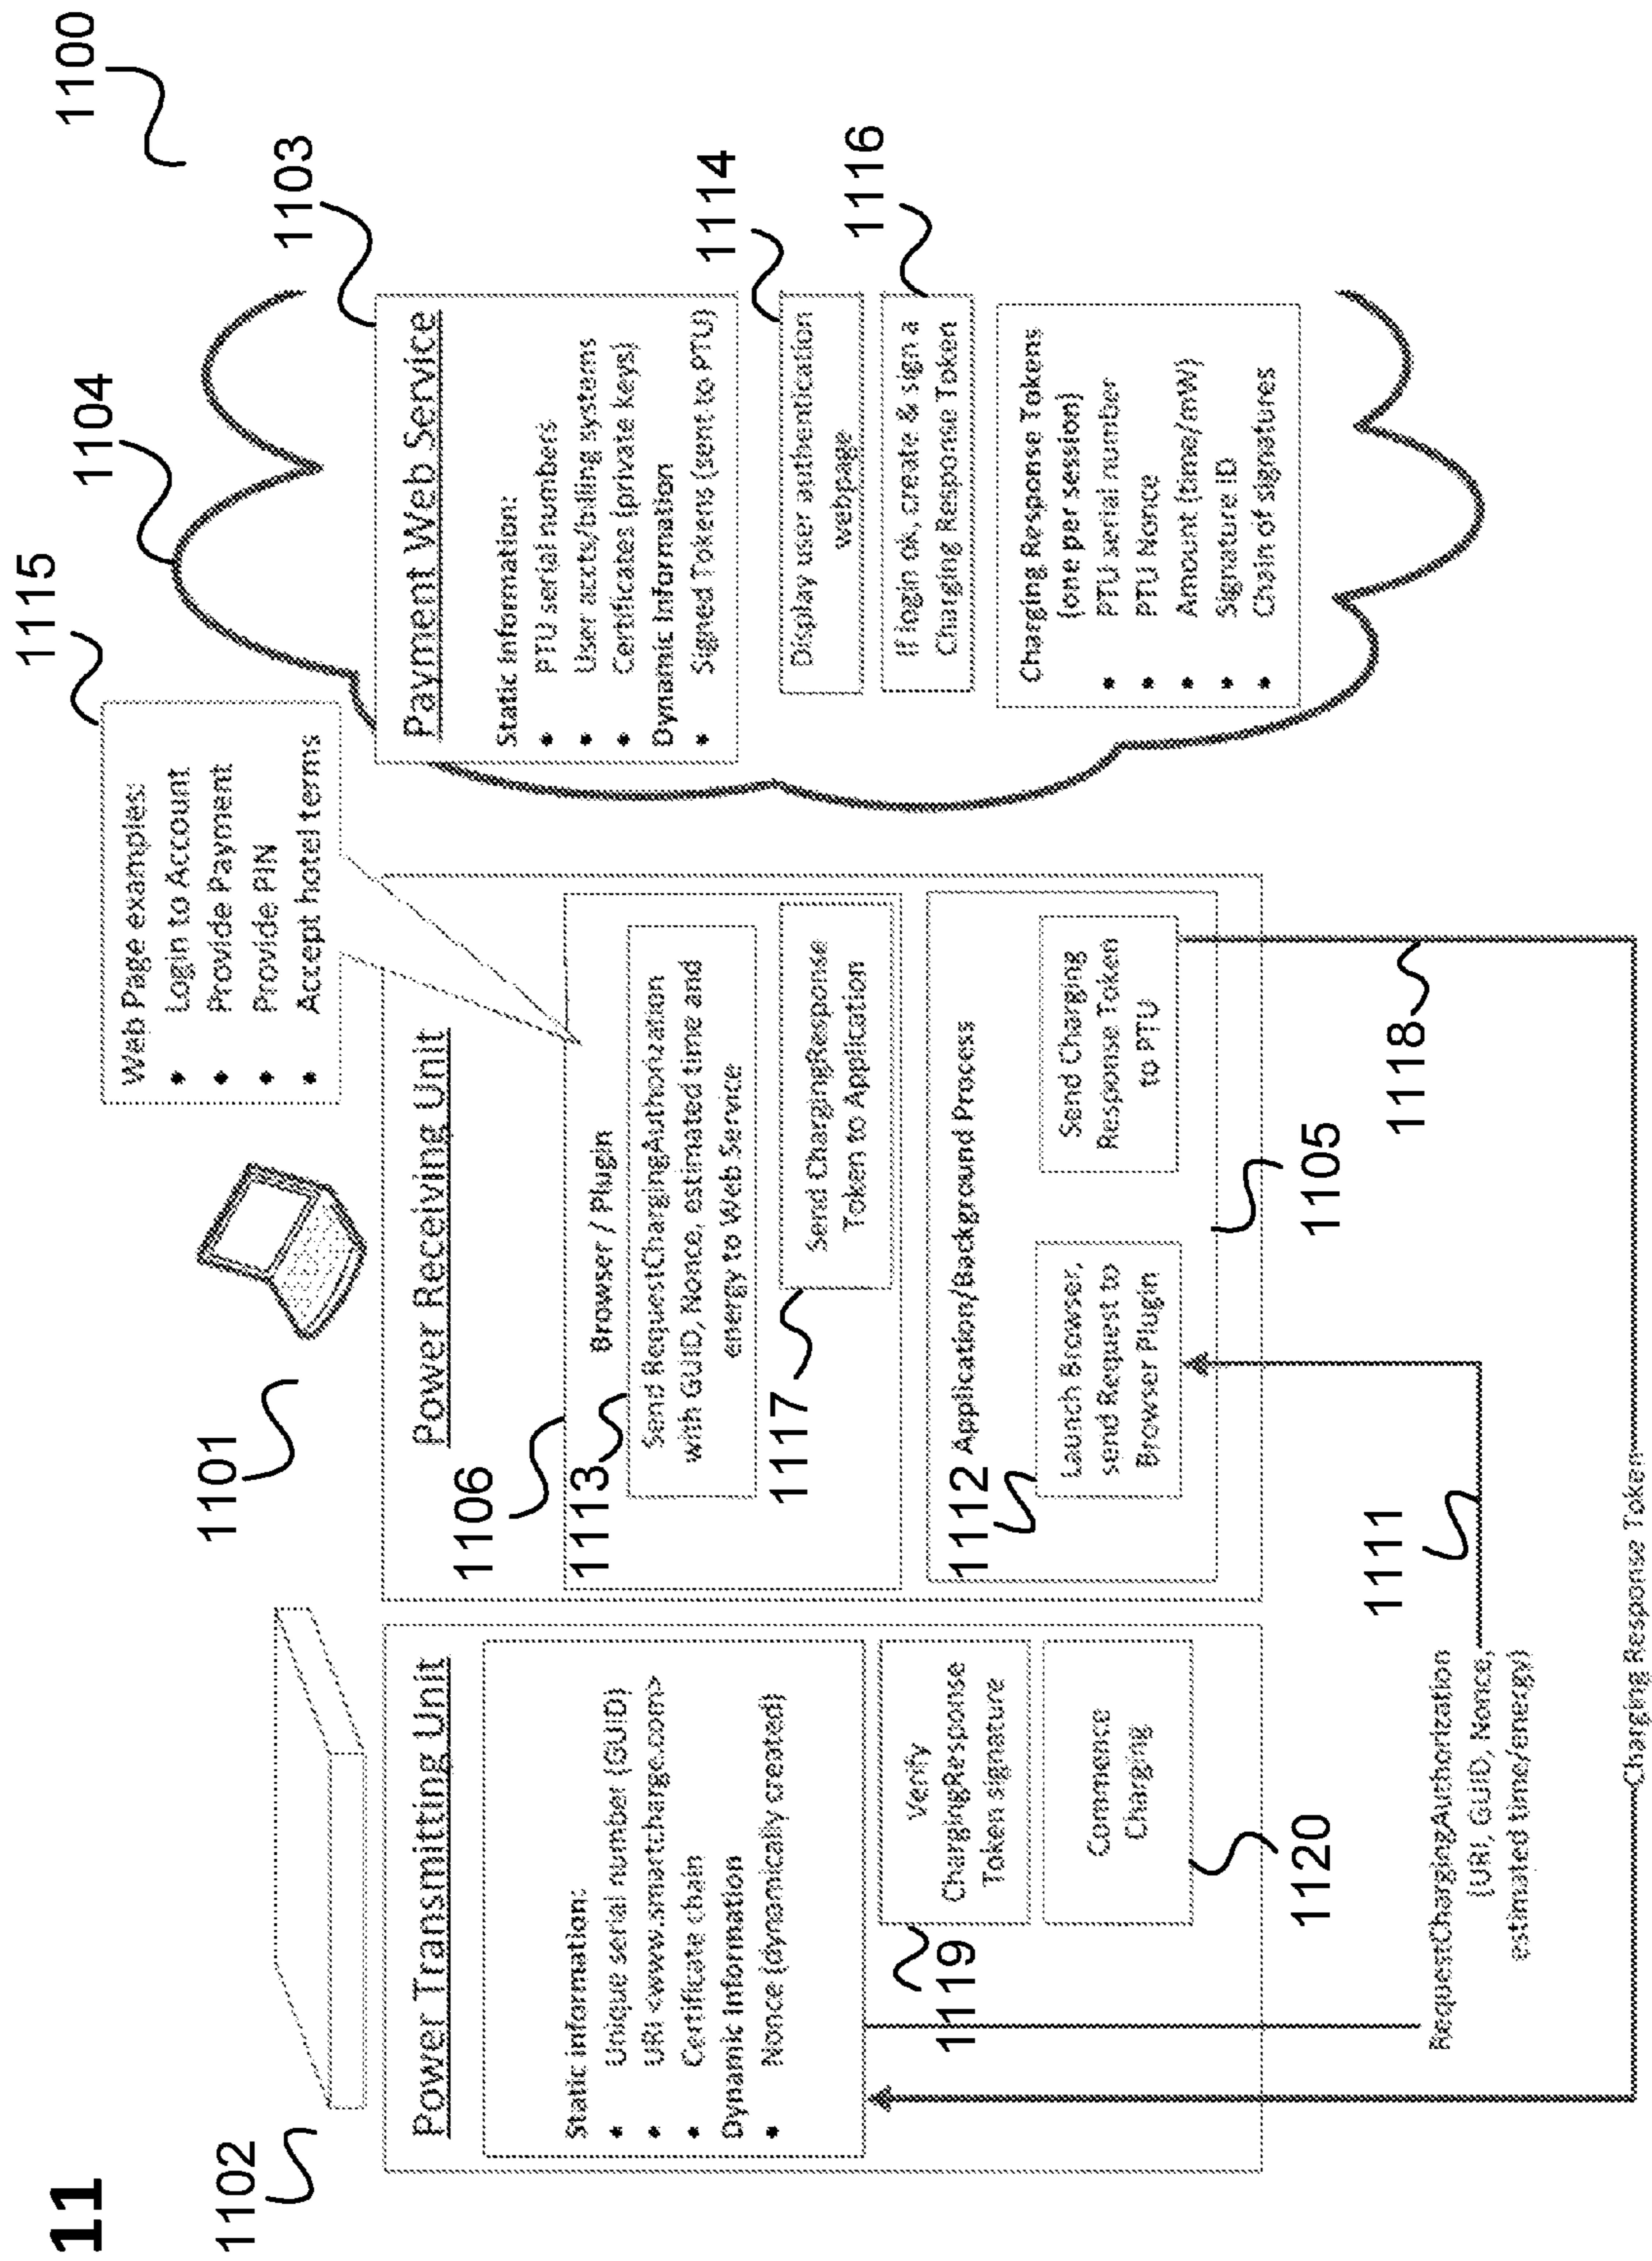 11
1100
1102
Power Transmitting Unit
Static information:
• Unique serial number (GUID)
• URI <www.smartcharge.com>
• Certificate chain
Dynamic Information
• Nonce (dynamically created)
Verify
ChargingResponse
Token signature
1119
Commence
Charging
1120
RequestChargingAuthorization
(URI, GUID, Nonce,
estimated time/energy)
1111
Charging Response Token
1101
Power Receiving Unit
1106
Browser / Plugin
1113
Send RequestChargingAuthorization
with GUID, Nonce, estimated time and
energy to Web Service
1117
Send ChargingResponse
Token to Application
1112
Application/Background Process
Launch Browser,
send Request to
Browser Plugin
Send Charging
Response Token
to PTU
1105
1118
1115
Web Page examples:
• Login to Account
• Provide Payment
• Provide PIN
• Accept hotel terms
1104
1103
Payment Web Service
Static Information:
• PTU serial numbers
• User accts/billing systems
• Certificates (private keys)
Dynamic Information
• Signed Tokens (sent to PTU)
1114
Display user authentication
webpage
1116
If login ok, create & sign a
Charging Response Token
Charging Response Tokens
(one per session)
• PTU serial number
• PTU Nonce
• Amount (time/mW)
• Signature ID
• Chain of signatures